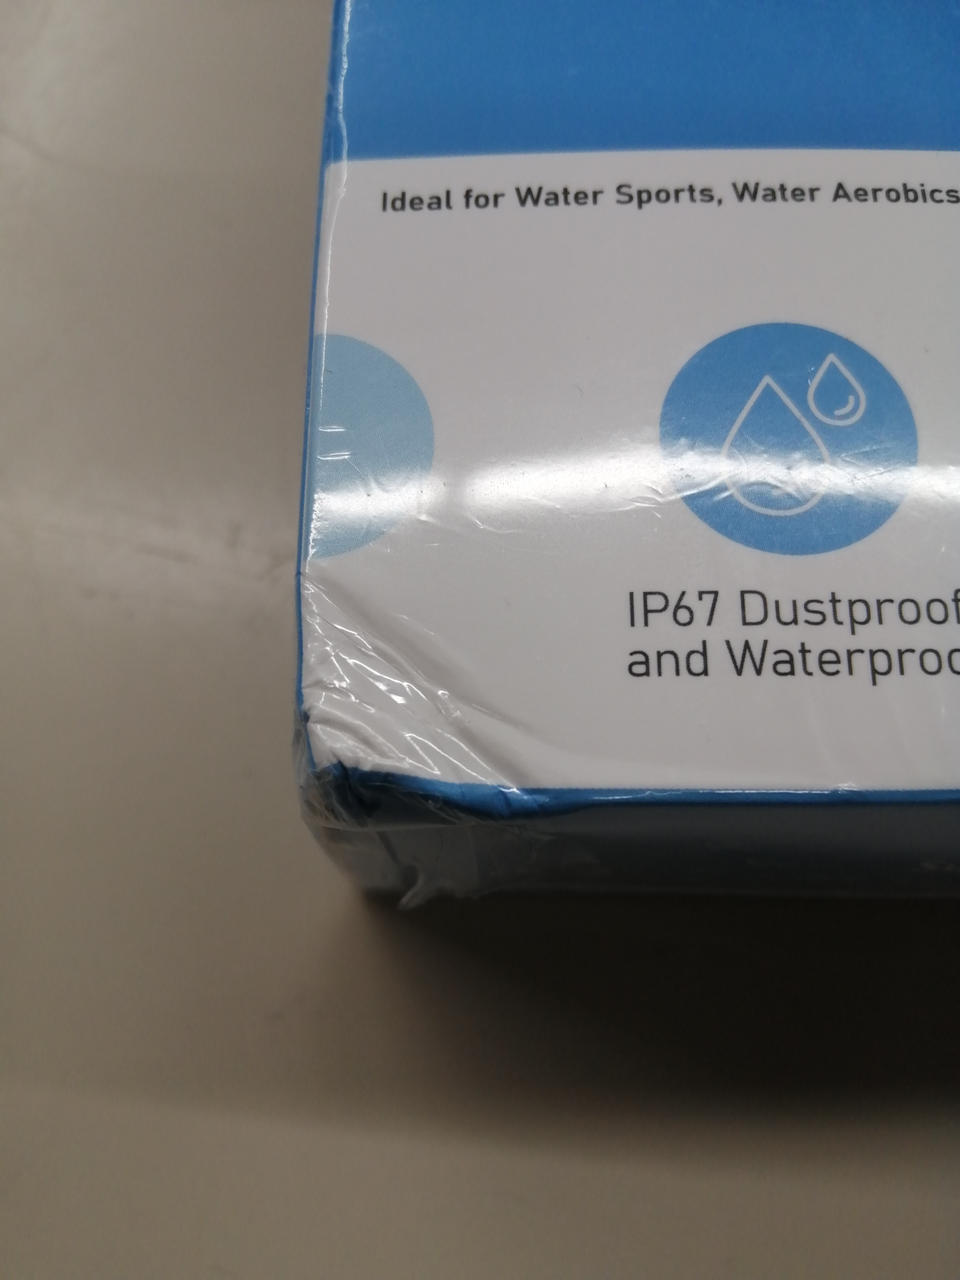 Ideal for Water Sports, Water Aerobics
IP67 Dustproof
and Waterproo